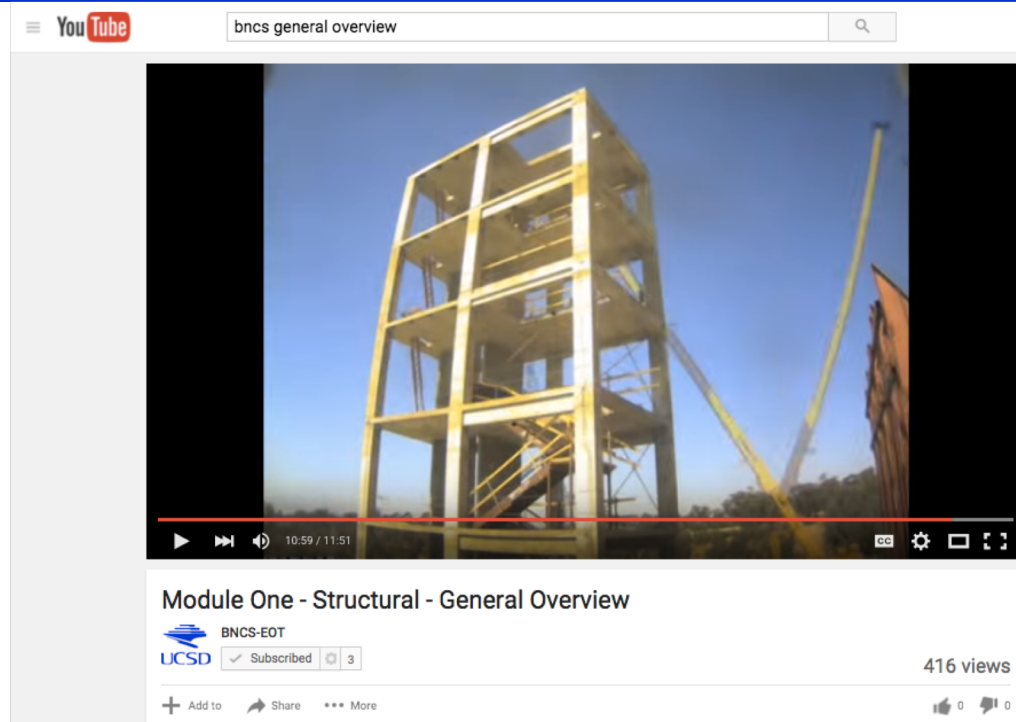 YouTube
bncs general overview
10:59 / 11:51
CC
Module One - Structural - General Overview
BNCS-EOT
UCSD
Subscribed 3
416 views
Add to Share More 0 0